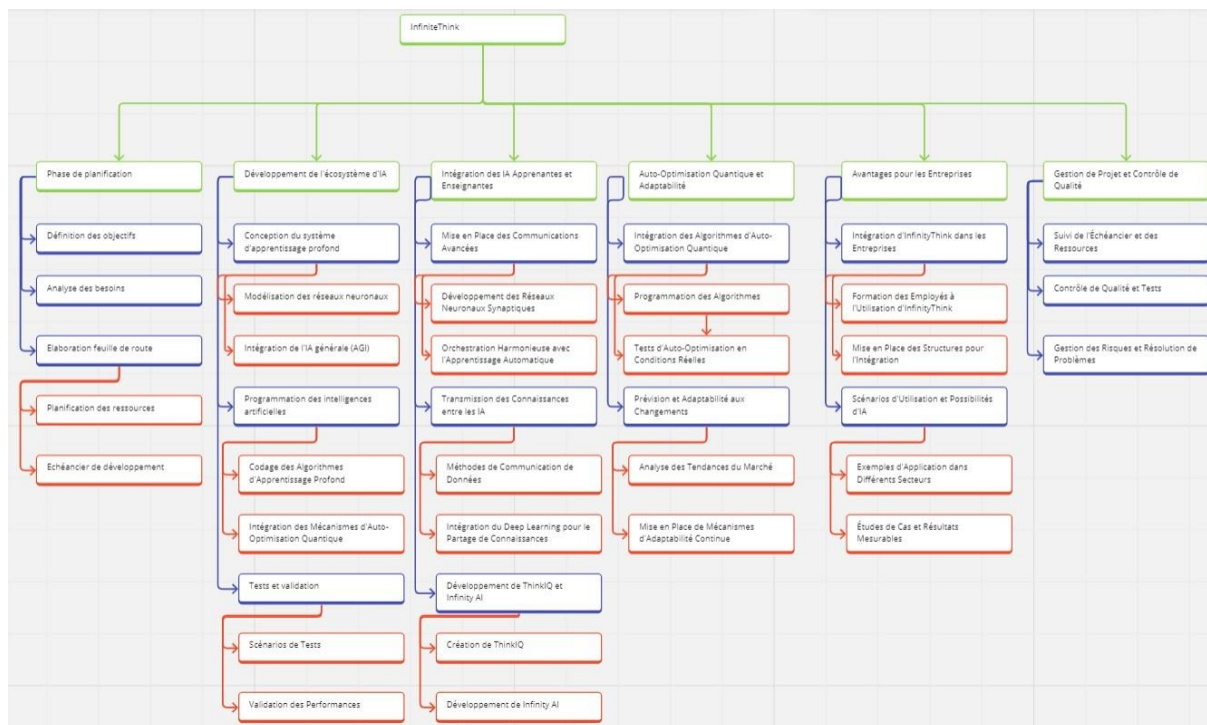 InfiniteThink
Phase de planification
Définition des objectifs
Analyse des besoins
Elaboration feuille de route
Planification des ressources
Echéancier de développement
Développement de l'écosystème d'IA
Conception du système
d'apprentissage profond
Modélisation des réseaux neuronaux
Intégration de l'IA générale (AGI)
Programmation des intelligences
artificielles
Codage des Algorithmes
d'Apprentissage Profond
Intégration des Mécanismes d'Auto-
Optimisation Quantique
Tests et validation
Scénarios de Tests
Validation des Performances
Intégration des IA Apprenantes et
Enseignantes
Mise en Place des Communications
Avancées
Développement des Réseaux
Neuronaux Synaptiques
Orchestration Harmonieuse avec
l'Apprentissage Automatique
Transmission des Connaissances
entre les IA
Méthodes de Communication de
Données
Intégration du Deep Learning pour le
Partage de Connaissances
Développement de ThinkIQ et
Infinity AI
Création de ThinkIQ
Développement de Infinity AI
Auto-Optimisation Quantique et
Adaptabilité
Intégration des Algorithmes d'Auto-
Optimisation Quantique
Programmation des Algorithmes
Tests d'Auto-Optimisation en
Conditions Réelles
Prévision et Adaptabilité aux
Changements
Analyse des Tendances du Marché
Mise en Place de Mécanismes
d'Adaptabilité Continue
Avantages pour les Entreprises
Intégration d'InfinityThink dans les
Entreprises
Formation des Employés à
l'Utilisation d'InfinityThink
Mise en Place des Structures pour
l'Intégration
Scénarios d'Utilisation et Possibilités
d'IA
Exemples d'Application dans
Différents Secteurs
Études de Cas et Résultats
Mesurables
Gestion de Projet et Contrôle de
Qualité
Suivi de l'Échéancier et des
Ressources
Contrôle de Qualité et Tests
Gestion des Risques et Résolution de
Problèmes